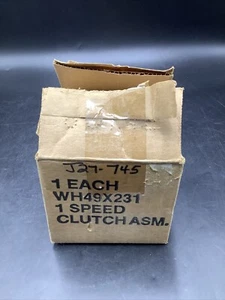 J27-745
1 EACH
WH49X231
1 SPEED
CLUTCH ASM.